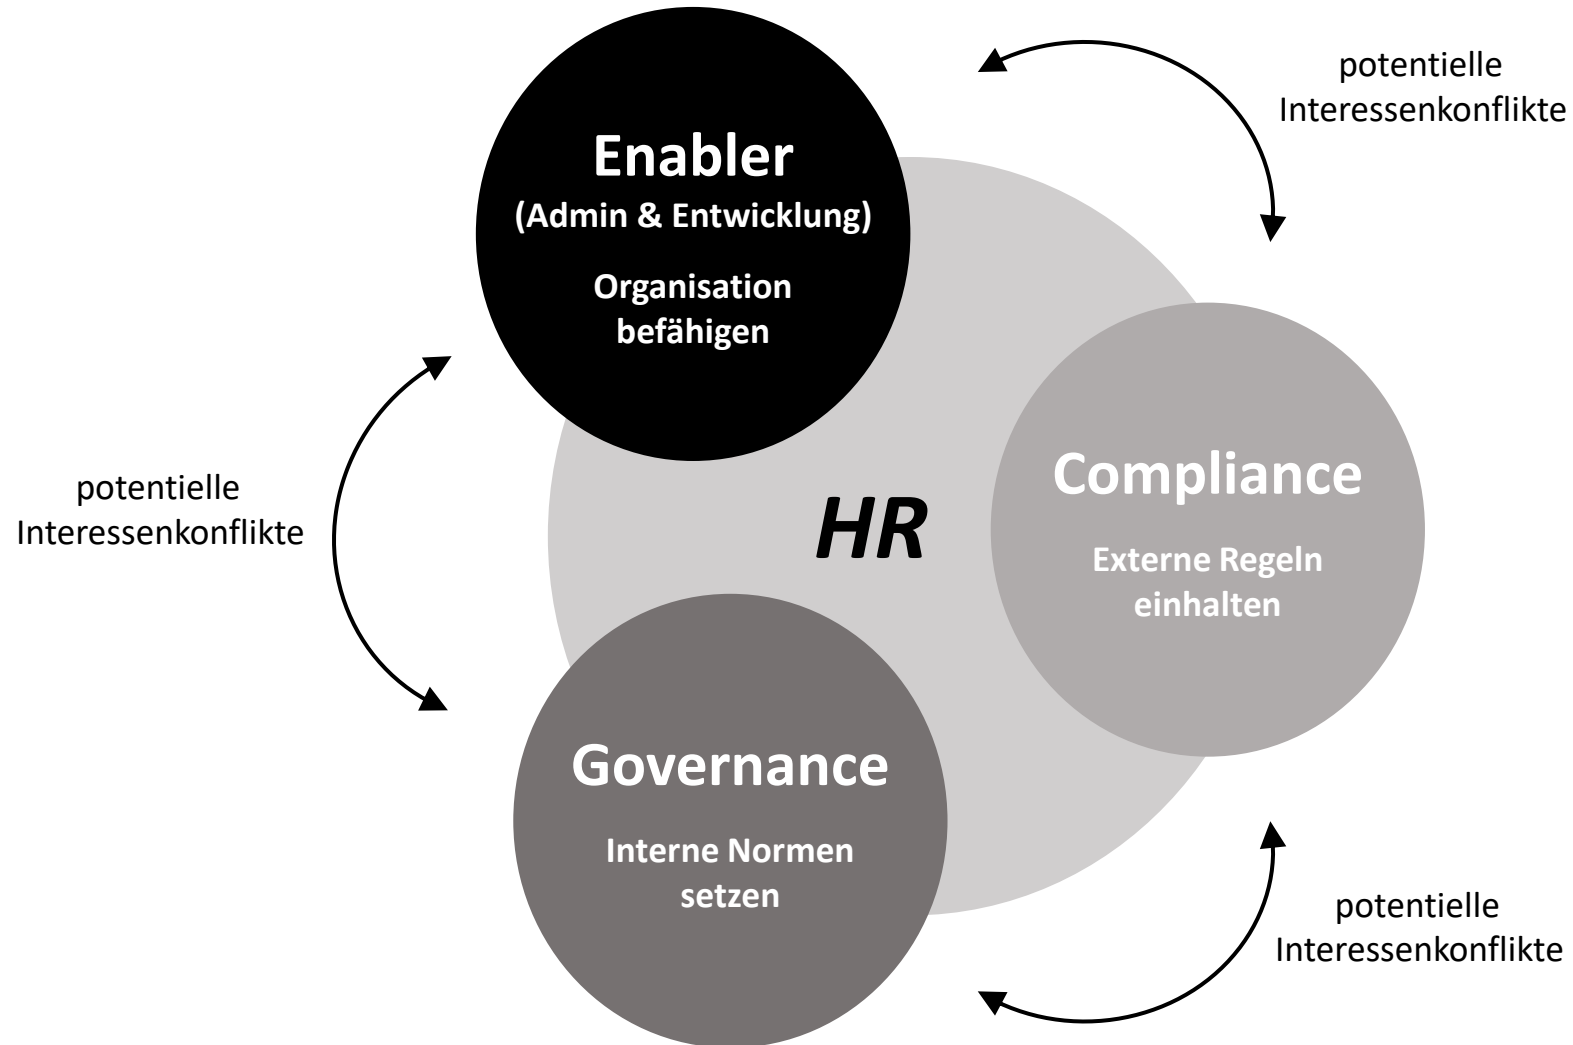 Enabler
(Admin & Entwicklung)
Organisation
befähigen
potentielle
Interessenkonflikte
Compliance
Externe Regeln
einhalten
HR
potentielle
Interessenkonflikte
Governance
Interne Normen
setzen
potentielle
Interessenkonflikte